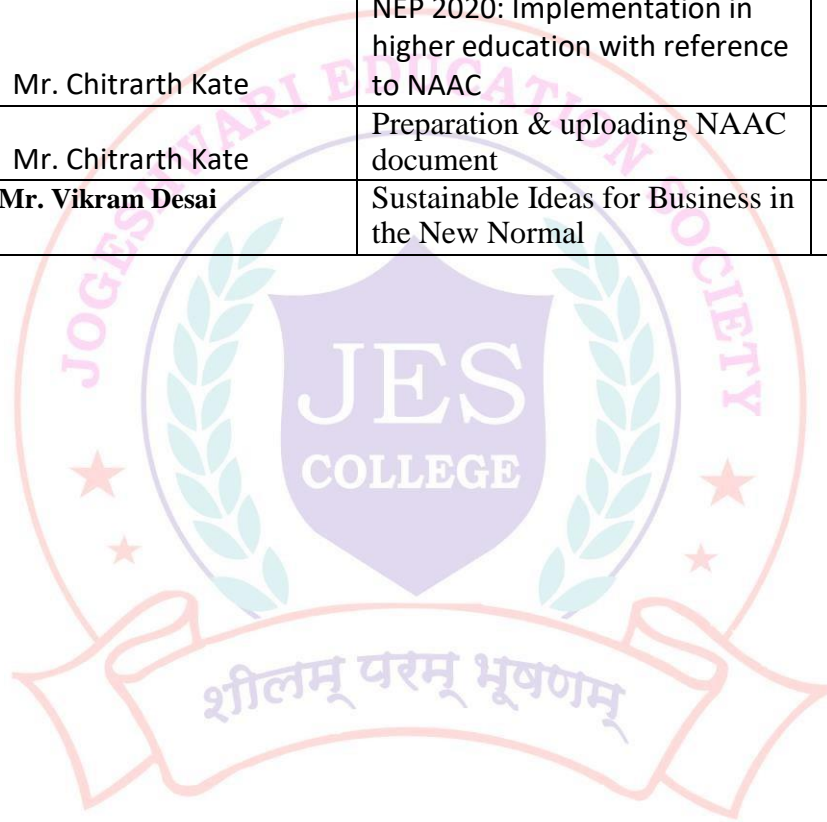 NEP 2020: Implementation in
higher education with reference
Mr. Chitrarth Kate to NAAC
Preparation & uploading NAAC
Mr. Chitrarth Kate document
Mr. Vikram Desai Sustainable Ideas for Business in
the New Normal
JOGESHWARI EDUCATION SOCIETY
JES
COLLEGE
शीलम् परम् भूषणम्